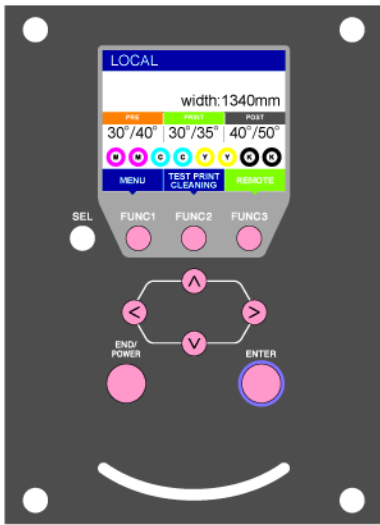 LOCAL
width:1340mm
PRE PRINT POST
30°/40° 30°/35° 40°/50°
M M C C Y Y K K
MENU TEST PRINT CLEANING REMOTE
SEL FUNC1 FUNC2 FUNC3
< ∧ ∨ >
END/POWER ENTER